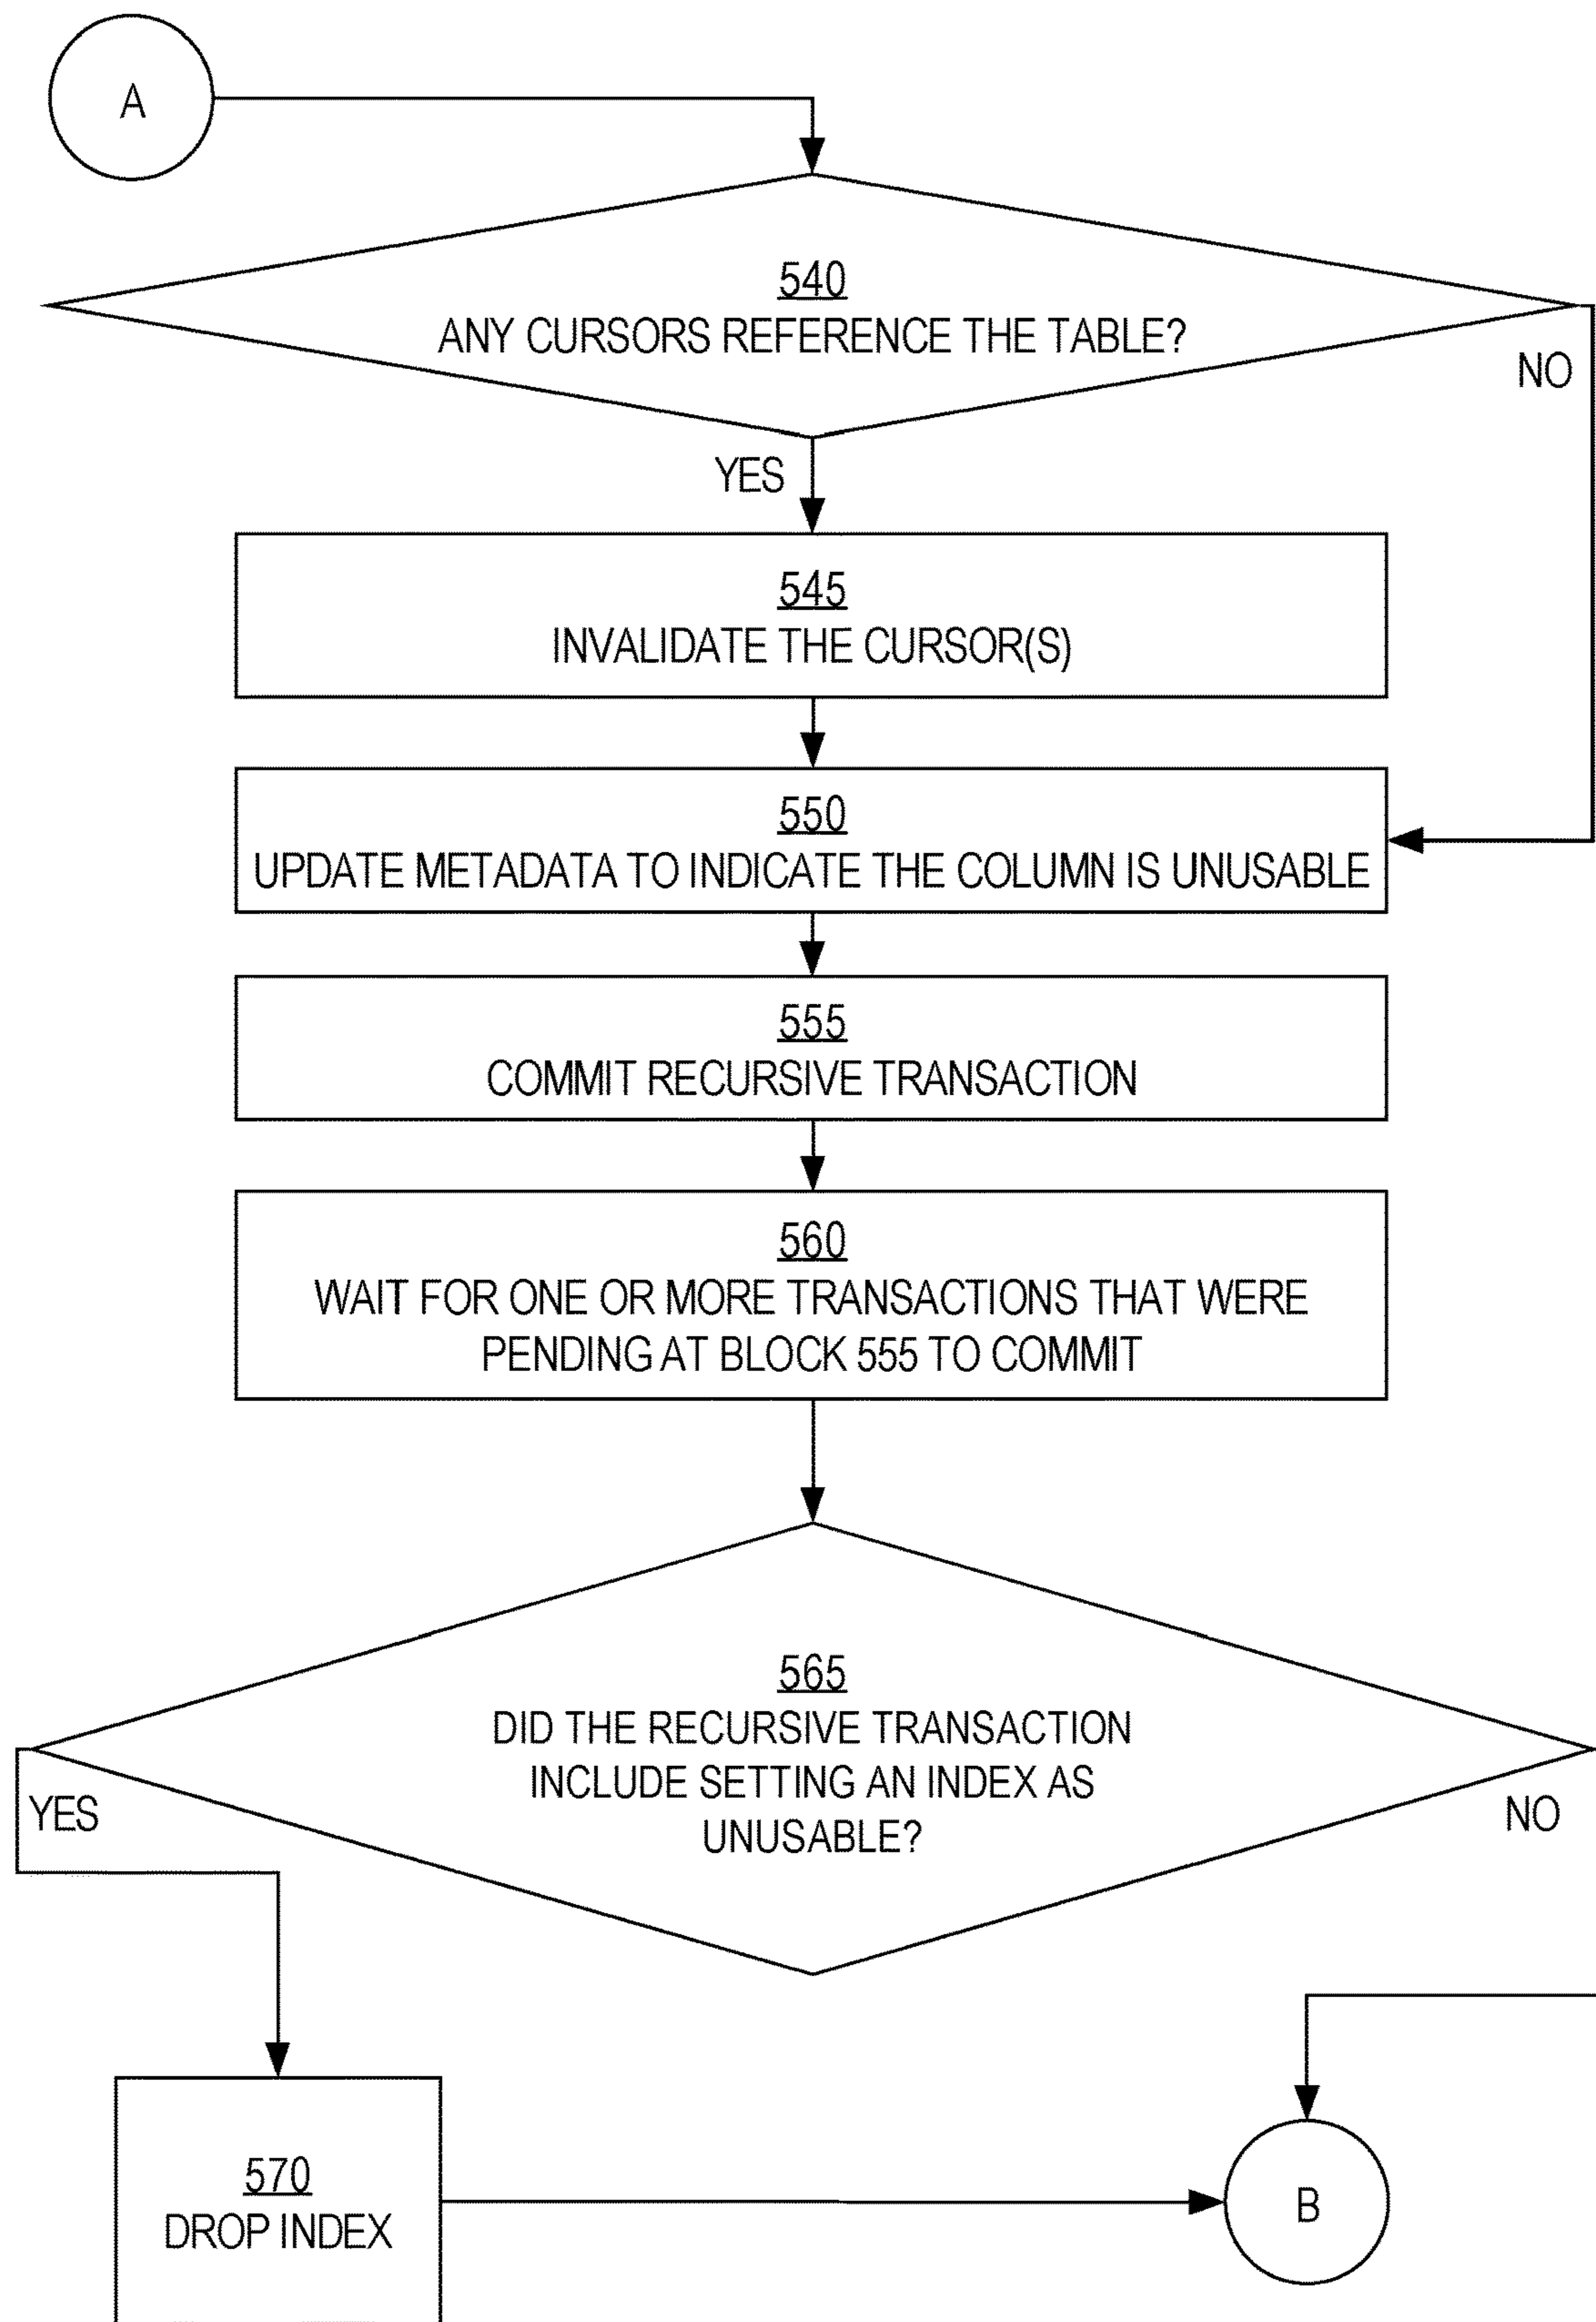 A
540
ANY CURSORS REFERENCE THE TABLE?
NO
YES
545
INVALIDATE THE CURSOR(S)
550
UPDATE METADATA TO INDICATE THE COLUMN IS UNUSABLE
555
COMMIT RECURSIVE TRANSACTION
560
WAIT FOR ONE OR MORE TRANSACTIONS THAT WERE
PENDING AT BLOCK 555 TO COMMIT
565
DID THE RECURSIVE TRANSACTION
INCLUDE SETTING AN INDEX AS
UNUSABLE?
YES
NO
570
DROP INDEX
B